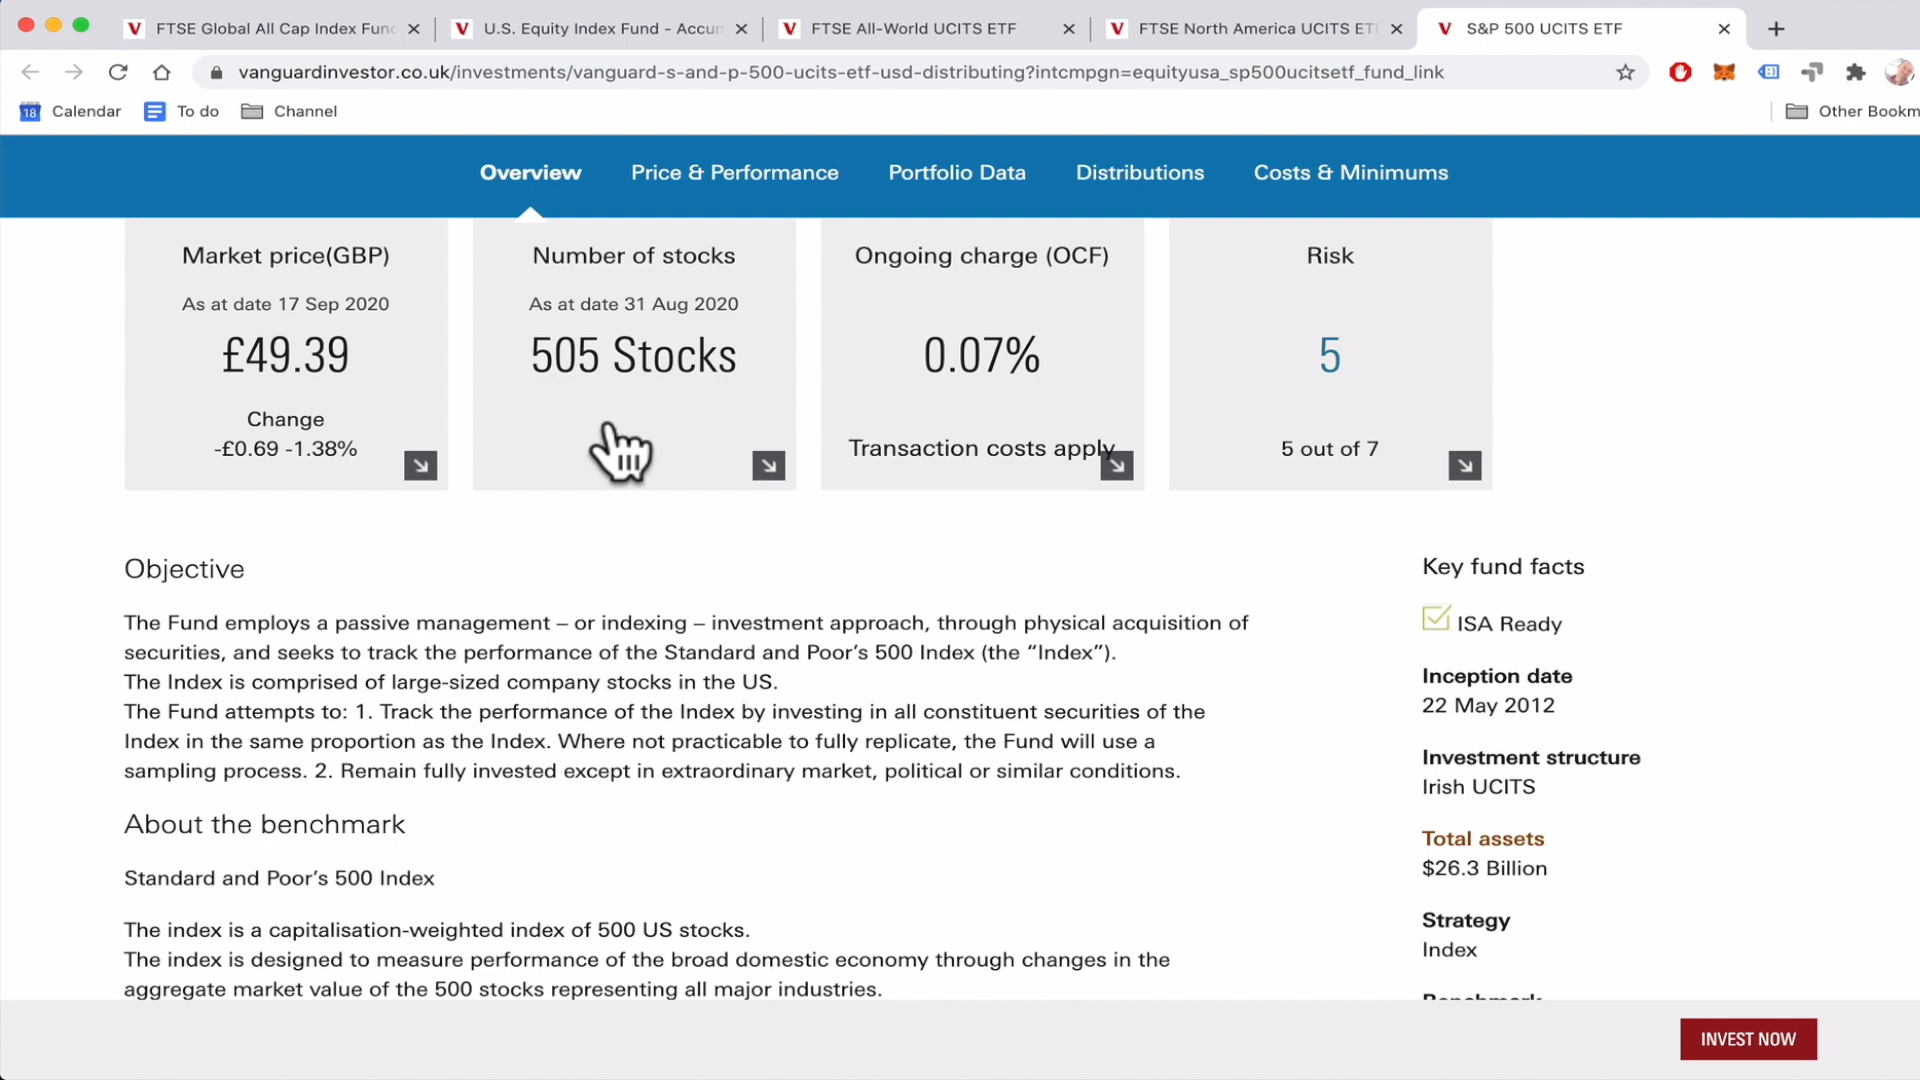 FTSE Global All Cap Index Fund
U.S. Equity Index Fund - Accum
FTSE All-World UCITS ETF
FTSE North America UCITS ETF
S&P 500 UCITS ETF
vanguardinvestor.co.uk/investments/vanguard-s-and-p-500-ucits-etf-usd-distributing?intcmpgn=equityusa_sp500ucitsetf_fund_link
18 Calendar
To do
Channel
Other Bookm
Overview
Price & Performance
Portfolio Data
Distributions
Costs & Minimums
Market price(GBP)
As at date 17 Sep 2020
£49.39
Change
-£0.69 -1.38%
Number of stocks
As at date 31 Aug 2020
505 Stocks
Ongoing charge (OCF)
0.07%
Transaction costs apply
Risk
5
5 out of 7
Objective
The Fund employs a passive management – or indexing – investment approach, through physical acquisition of
securities, and seeks to track the performance of the Standard and Poor’s 500 Index (the “Index”).
The Index is comprised of large-sized company stocks in the US.
The Fund attempts to: 1. Track the performance of the Index by investing in all constituent securities of the
Index in the same proportion as the Index. Where not practicable to fully replicate, the Fund will use a
sampling process. 2. Remain fully invested except in extraordinary market, political or similar conditions.
About the benchmark
Standard and Poor’s 500 Index
The index is a capitalisation-weighted index of 500 US stocks.
The index is designed to measure performance of the broad domestic economy through changes in the
aggregate market value of the 500 stocks representing all major industries.
Key fund facts
ISA Ready
Inception date
22 May 2012
Investment structure
Irish UCITS
Total assets
$26.3 Billion
Strategy
Index
Benchmark
INVEST NOW